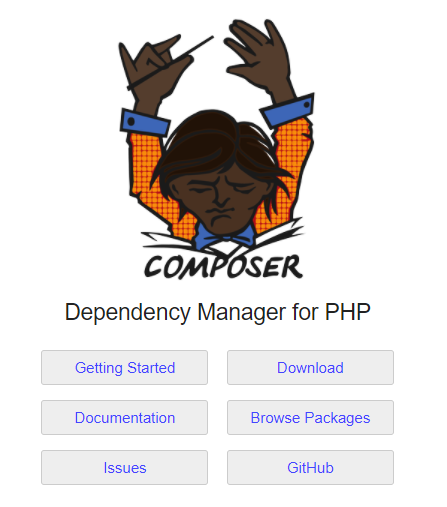 COMPOSER
Dependency Manager for PHP
Getting Started
Download
Documentation
Browse Packages
Issues
GitHub